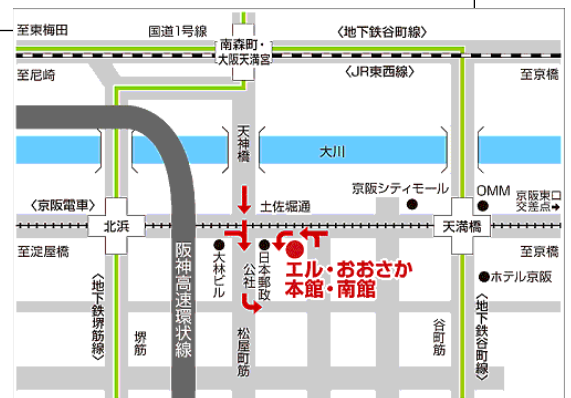 至東梅田
国道1号線
〈地下鉄谷町線〉
南森町・
大阪天満宮
至尼崎
〈JR東西線〉
至京橋
天神橋
大川
京阪シティモール
OMM
京阪東口
交差点➡
〈京阪電車〉
土佐堀通
北浜
天満橋
至淀屋橋
至京橋
大林ビル
公社
日本郵政
エル・おおさか
本館・南館
ホテル京阪
阪神高速環状線
〈地下鉄堺筋線〉
堺筋
松屋町筋
谷町筋
〈地下鉄谷町線〉